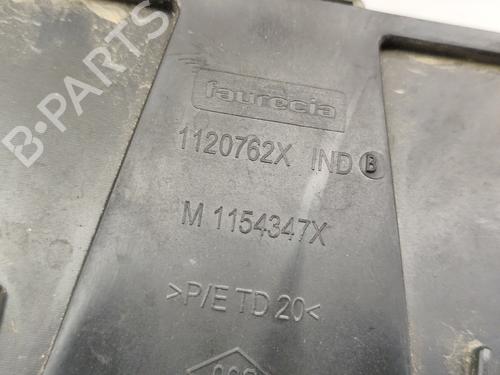 faurecia
1120762X IND B
M 1154347X
>P/E TD 20<
B-PARTS